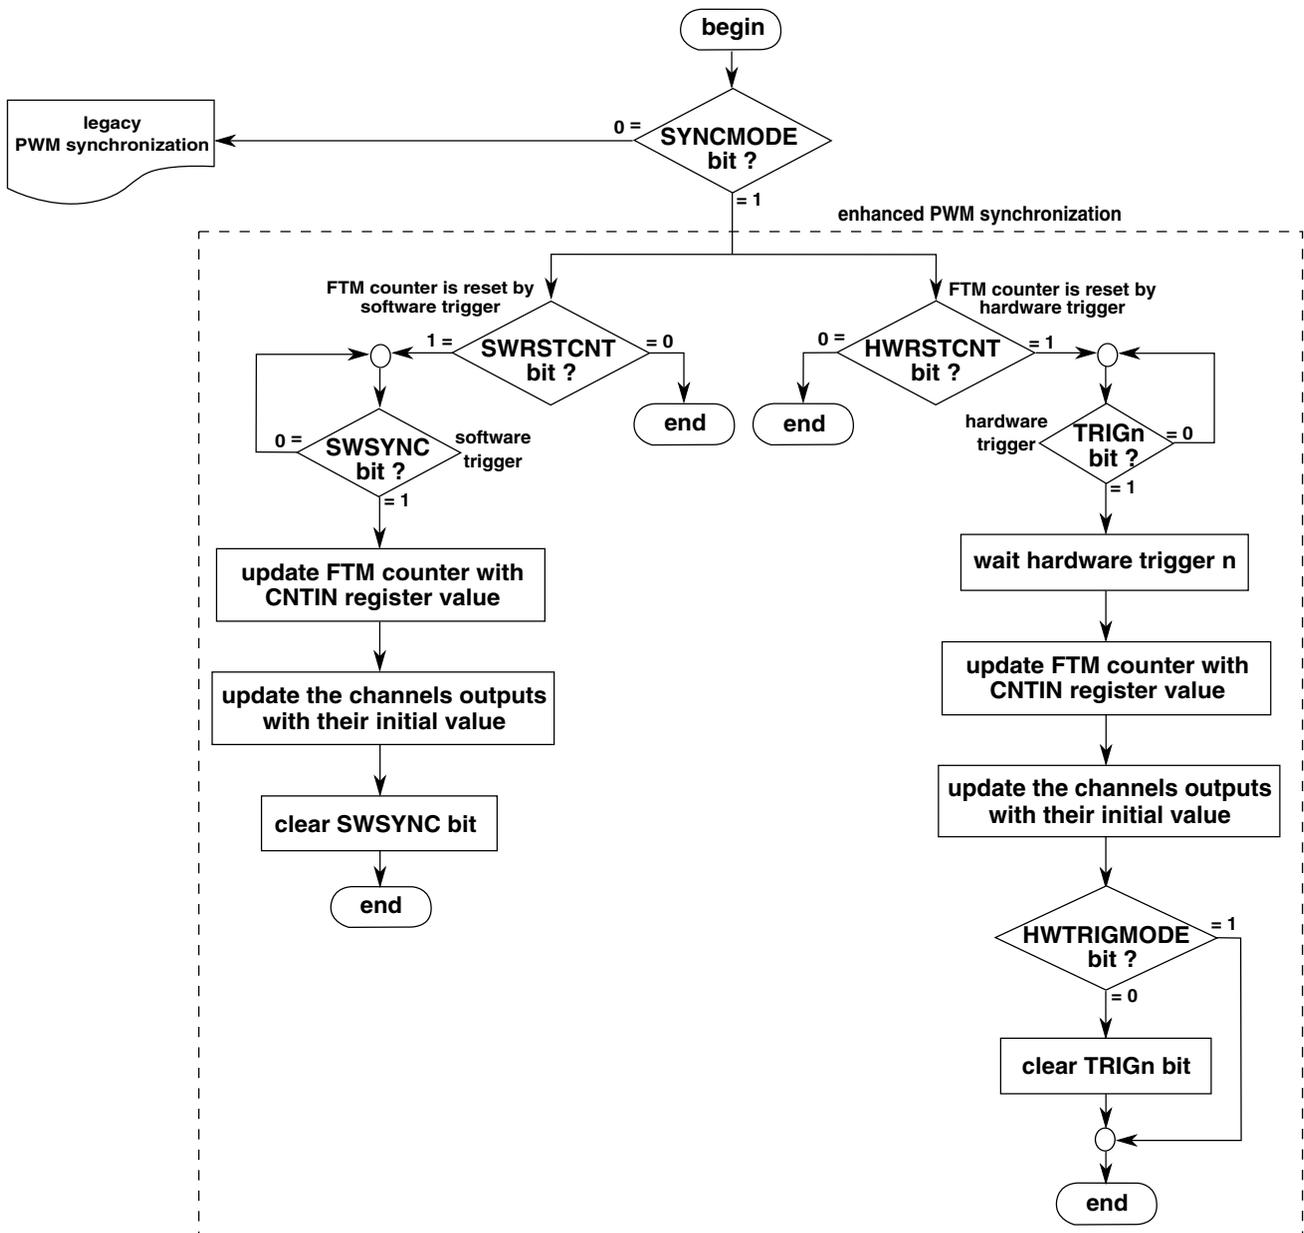 begin
SYNCMODE
bit ?
0 =
= 1
legacy
PWM synchronization
enhanced PWM synchronization
FTM counter is reset by
software trigger
SWRSTCNT
bit ?
1 =
= 0
end
SWSYNC
bit ?
0 =
software
trigger
= 1
update FTM counter with
CNTIN register value
update the channels outputs
with their initial value
clear SWSYNC bit
end
FTM counter is reset by
hardware trigger
HWRSTCNT
bit ?
0 =
= 1
end
hardware
trigger
TRIGn
bit ?
= 0
= 1
wait hardware trigger n
update FTM counter with
CNTIN register value
update the channels outputs
with their initial value
HWTRIGMODE
bit ?
= 1
= 0
clear TRIGn bit
end